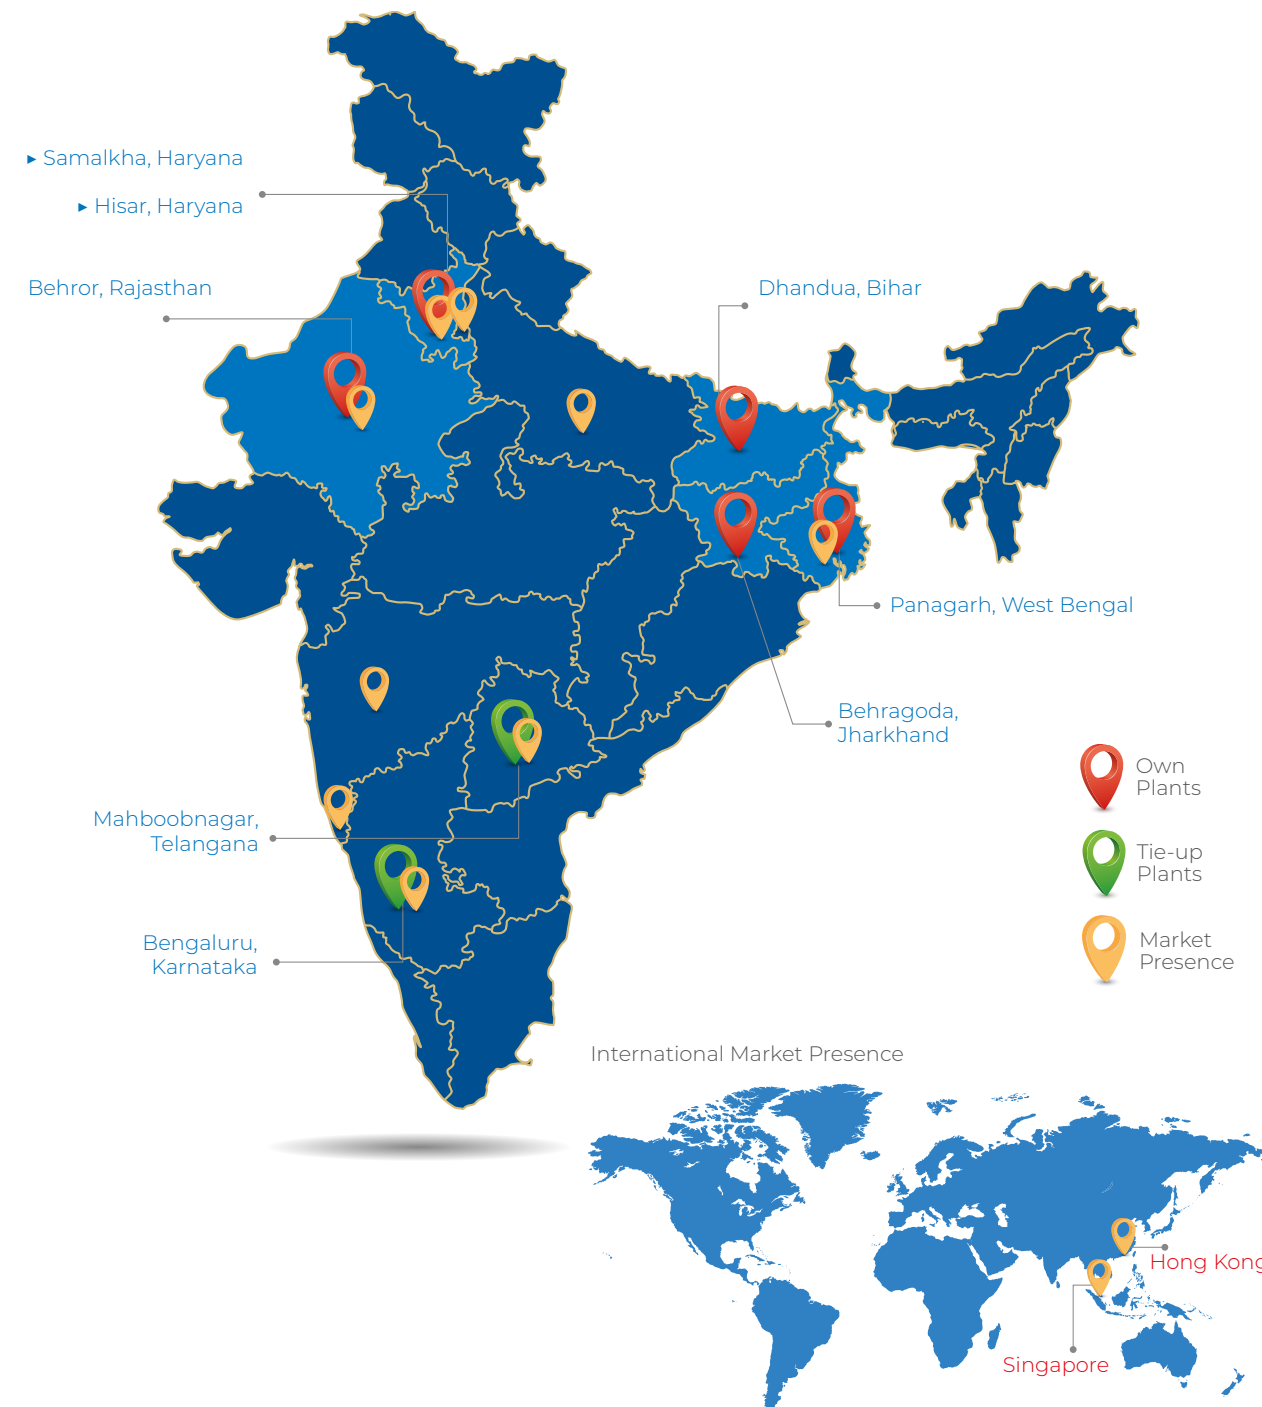 ▸ Samalkha, Haryana
▸ Hisar, Haryana
Behror, Rajasthan
Dhandua, Bihar
Panagarh, West Bengal
Behragoda,
Jharkhand
Own
Plants
Tie-up
Plants
Market
Presence
Mahboobnagar,
Telangana
Bengaluru,
Karnataka
International Market Presence
Hong Kong
Singapore